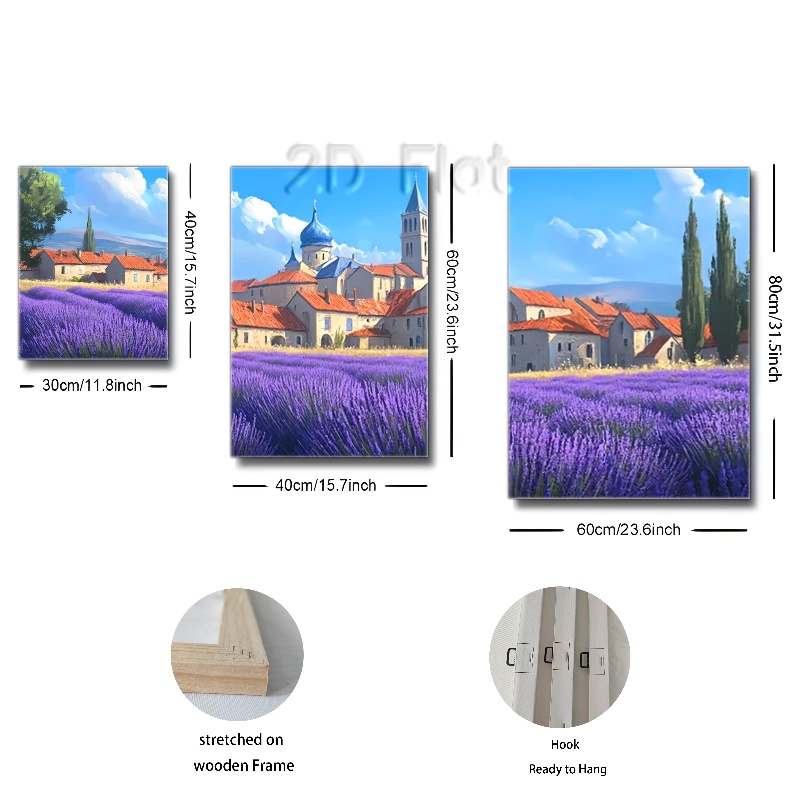 2D Flat
40cm/15.7inch
60cm/23.6inch
80cm/31.5inch
30cm/11.8inch
40cm/15.7inch
60cm/23.6inch
stretched on
wooden Frame
Hook
Ready to Hang